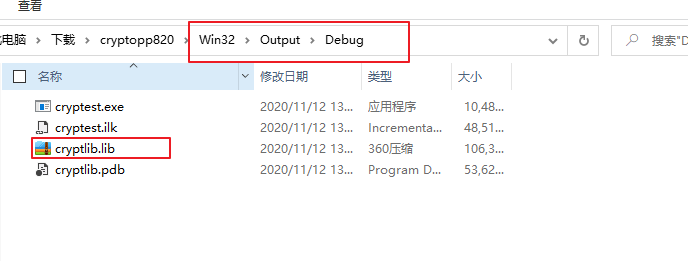 查看
电脑 > 下载 > cryptopp820 > Win32 > Output > Debug
搜索"D
名称 修改日期 类型 大小
cryptest.exe 2020/11/12 13... 应用程序 10,48...
cryptest.ilk 2020/11/12 13... Incrementa... 48,51...
cryptlib.lib 2020/11/12 13... 360压缩 106,3...
cryptlib.pdb 2020/11/12 13... Program D... 53,62...